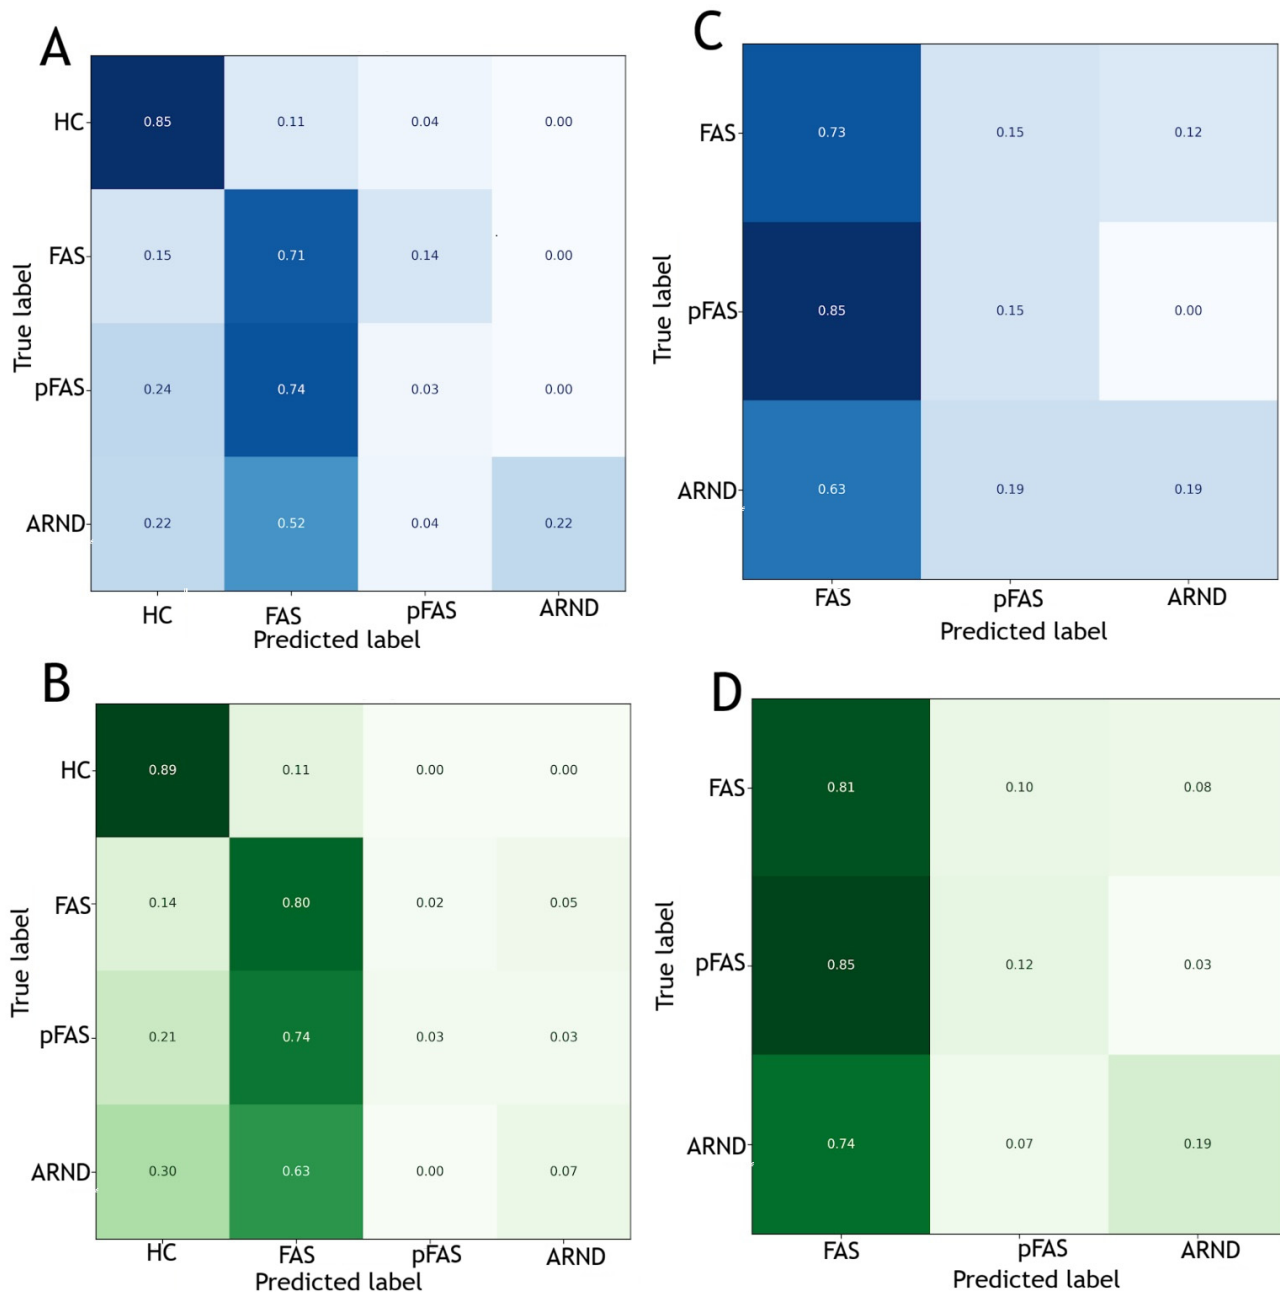 A
HC
0.85 0.11 0.04 0.00
FAS
0.15 0.71 0.14 0.00
pFAS
0.24 0.74 0.03 0.00
ARND
0.22 0.52 0.04 0.22
True label
HC FAS pFAS ARND
Predicted label
C
FAS
0.73 0.15 0.12
pFAS
0.85 0.15 0.00
ARND
0.63 0.19 0.19
True label
FAS pFAS ARND
Predicted label
B
HC
0.89 0.11 0.00 0.00
FAS
0.14 0.80 0.02 0.05
pFAS
0.21 0.74 0.03 0.03
ARND
0.30 0.63 0.00 0.07
True label
HC FAS pFAS ARND
Predicted label
D
FAS
0.81 0.10 0.08
pFAS
0.85 0.12 0.03
ARND
0.74 0.07 0.19
True label
FAS pFAS ARND
Predicted label